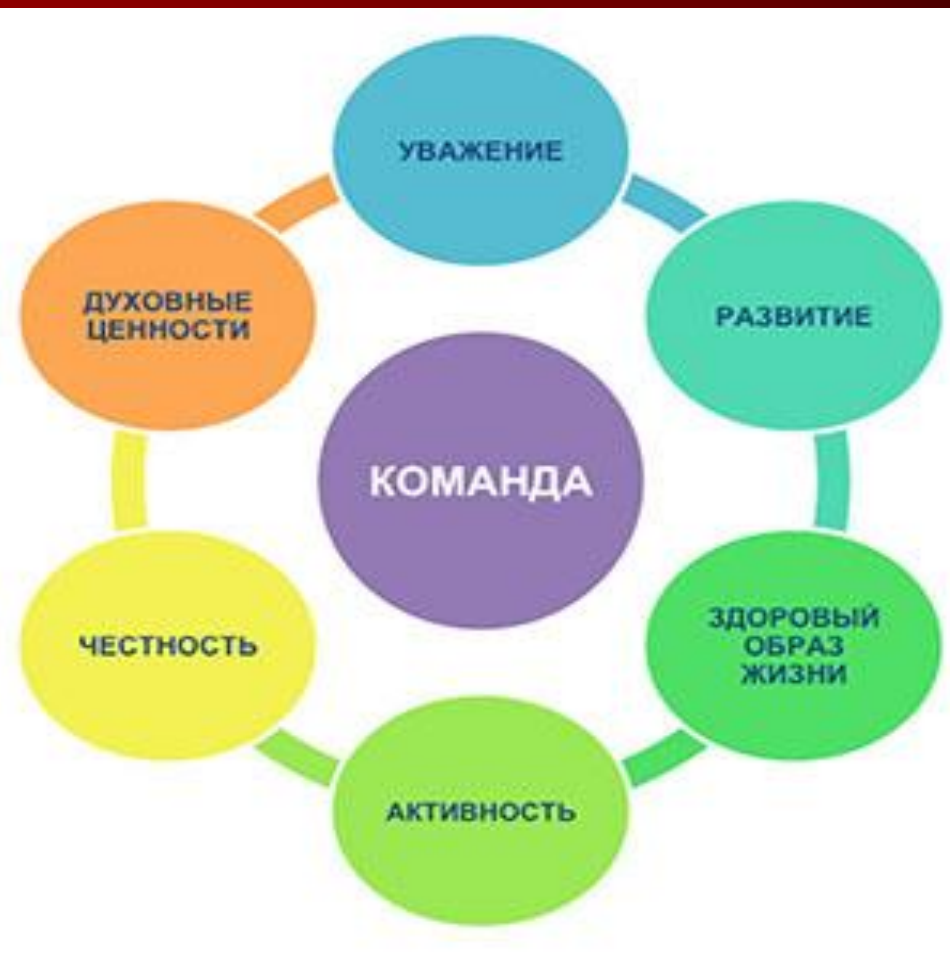 УВАЖЕНИЕ
РАЗВИТИЕ
ЗДОРОВЫЙ
ОБРАЗ
ЖИЗНИ
АКТИВНОСТЬ
ЧЕСТНОСТЬ
ДУХОВНЫЕ
ЦЕННОСТИ
КОМАНДА